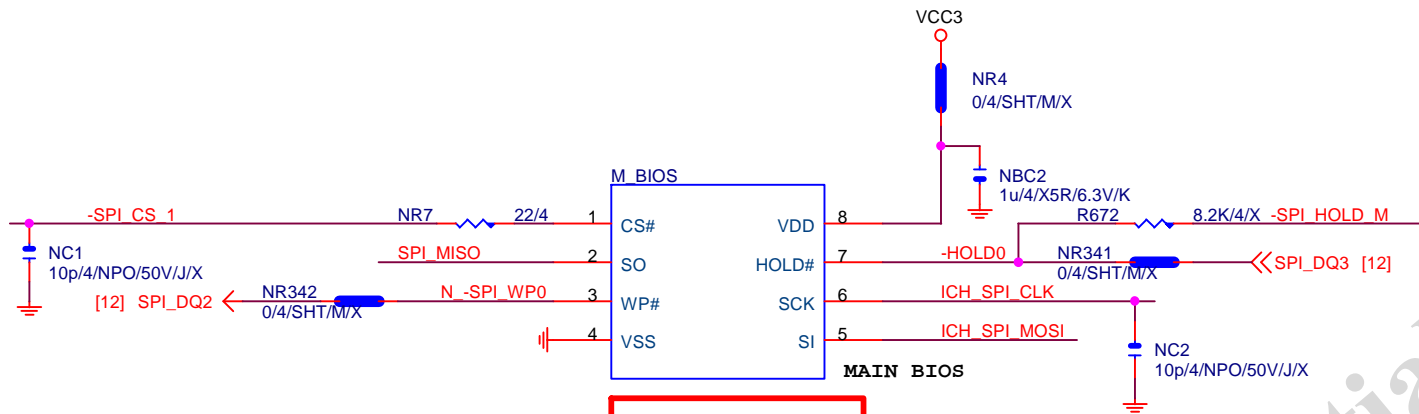 VCC3
NR4
0/4/SHT/M/X
M_BIOS
NBC2
1u/4/X5R/6.3V/K
-SPI_CS_1 NR7 22/4 1 CS# VDD 8 R672 8.2K/4/X -SPI_HOLD_M
NC1
10p/4/NPO/50V/J/X
SPI_MISO 2 SO HOLD# 7 -HOLD0 NR341
0/4/SHT/M/X SPI_DQ3 [12]
[12] SPI_DQ2 NR342 N_-SPI_WP0 3 WP# SCK 6 ICH_SPI_CLK
0/4/SHT/M/X
4 VSS SI 5 ICH_SPI_MOSI
NC2
10p/4/NPO/50V/J/X
MAIN BIOS